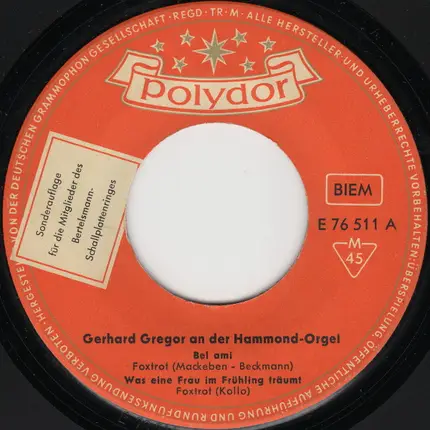 VON DER DEUTSCHEN GRAMMOPHON GESELLSCHAFT · REGD · TR · M · ALLE HERSTELLER- UND URHEBERRECHTE VORBEHALTEN · ÜBERSPIELUNG, ÖFFENTLICHE AUFFÜHRUNG UND RUNDFUNKSENDUNG VERBOTEN · HERGESTELLT
Polydor
Sonderauflage
für die Mitglieder des
Bertelsmann-
Schallplattenringes
BIEM
E 76 511 A
M
45
Gerhard Gregor an der Hammond-Orgel
Bel ami
Foxtrot (Mackeben - Beckmann)
Was eine Frau im Frühling träumt
Foxtrot (Kollo)